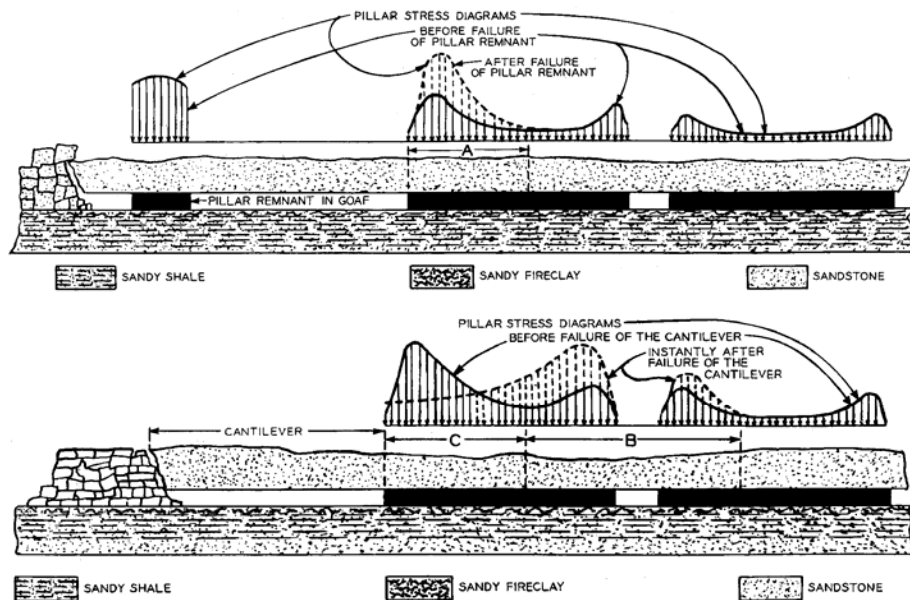 PILLAR STRESS DIAGRAMS
BEFORE FAILURE
OF PILLAR REMNANT
AFTER FAILURE
OF PILLAR REMNANT
A
PILLAR REMNANT IN GOAF
SANDY SHALE
SANDY FIRECLAY
SANDSTONE
PILLAR STRESS DIAGRAMS
BEFORE FAILURE OF THE CANTILEVER
INSTANTLY AFTER
FAILURE OF THE
CANTILEVER
CANTILEVER
C
B
SANDY SHALE
SANDY FIRECLAY
SANDSTONE